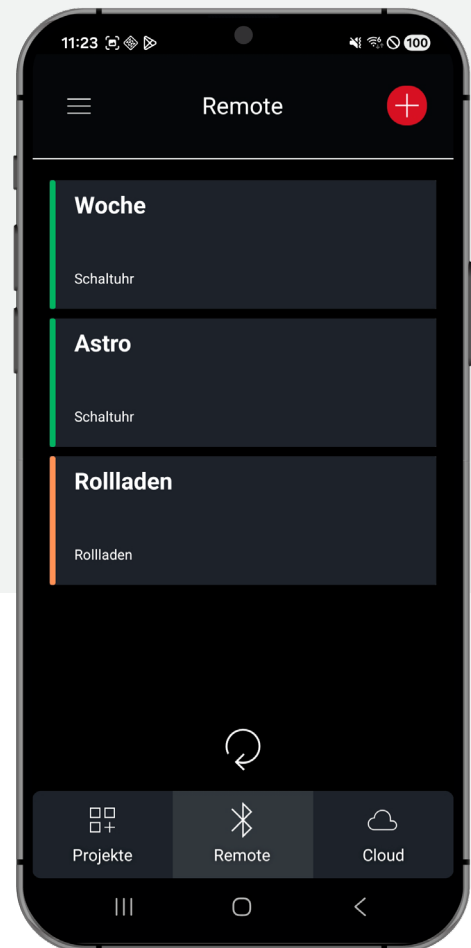 11:23 100
Remote
Woche
Schaltuhr
Astro
Schaltuhr
Rollladen
Rollladen
Projekte Remote Cloud